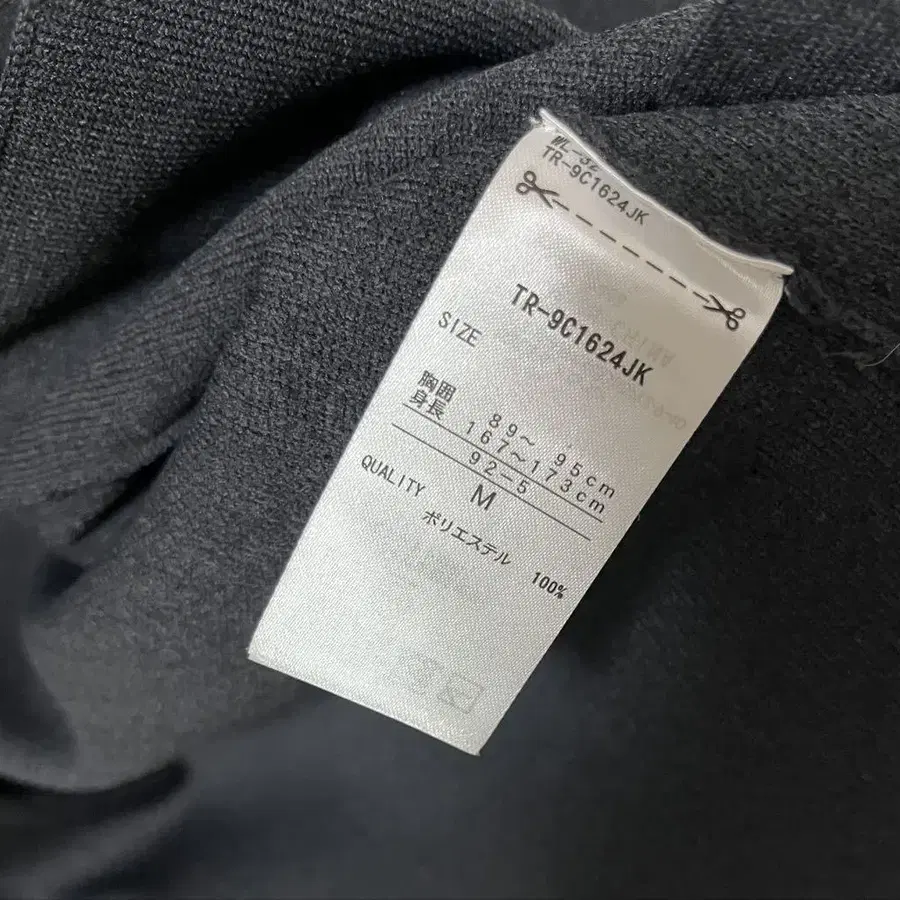 TR-9C1624JK
TR-9C1624JK
SIZE
胸囲 89～ 95cm
身長 167～173cm
92-5
M
QUALITY
ポリエステル 100%